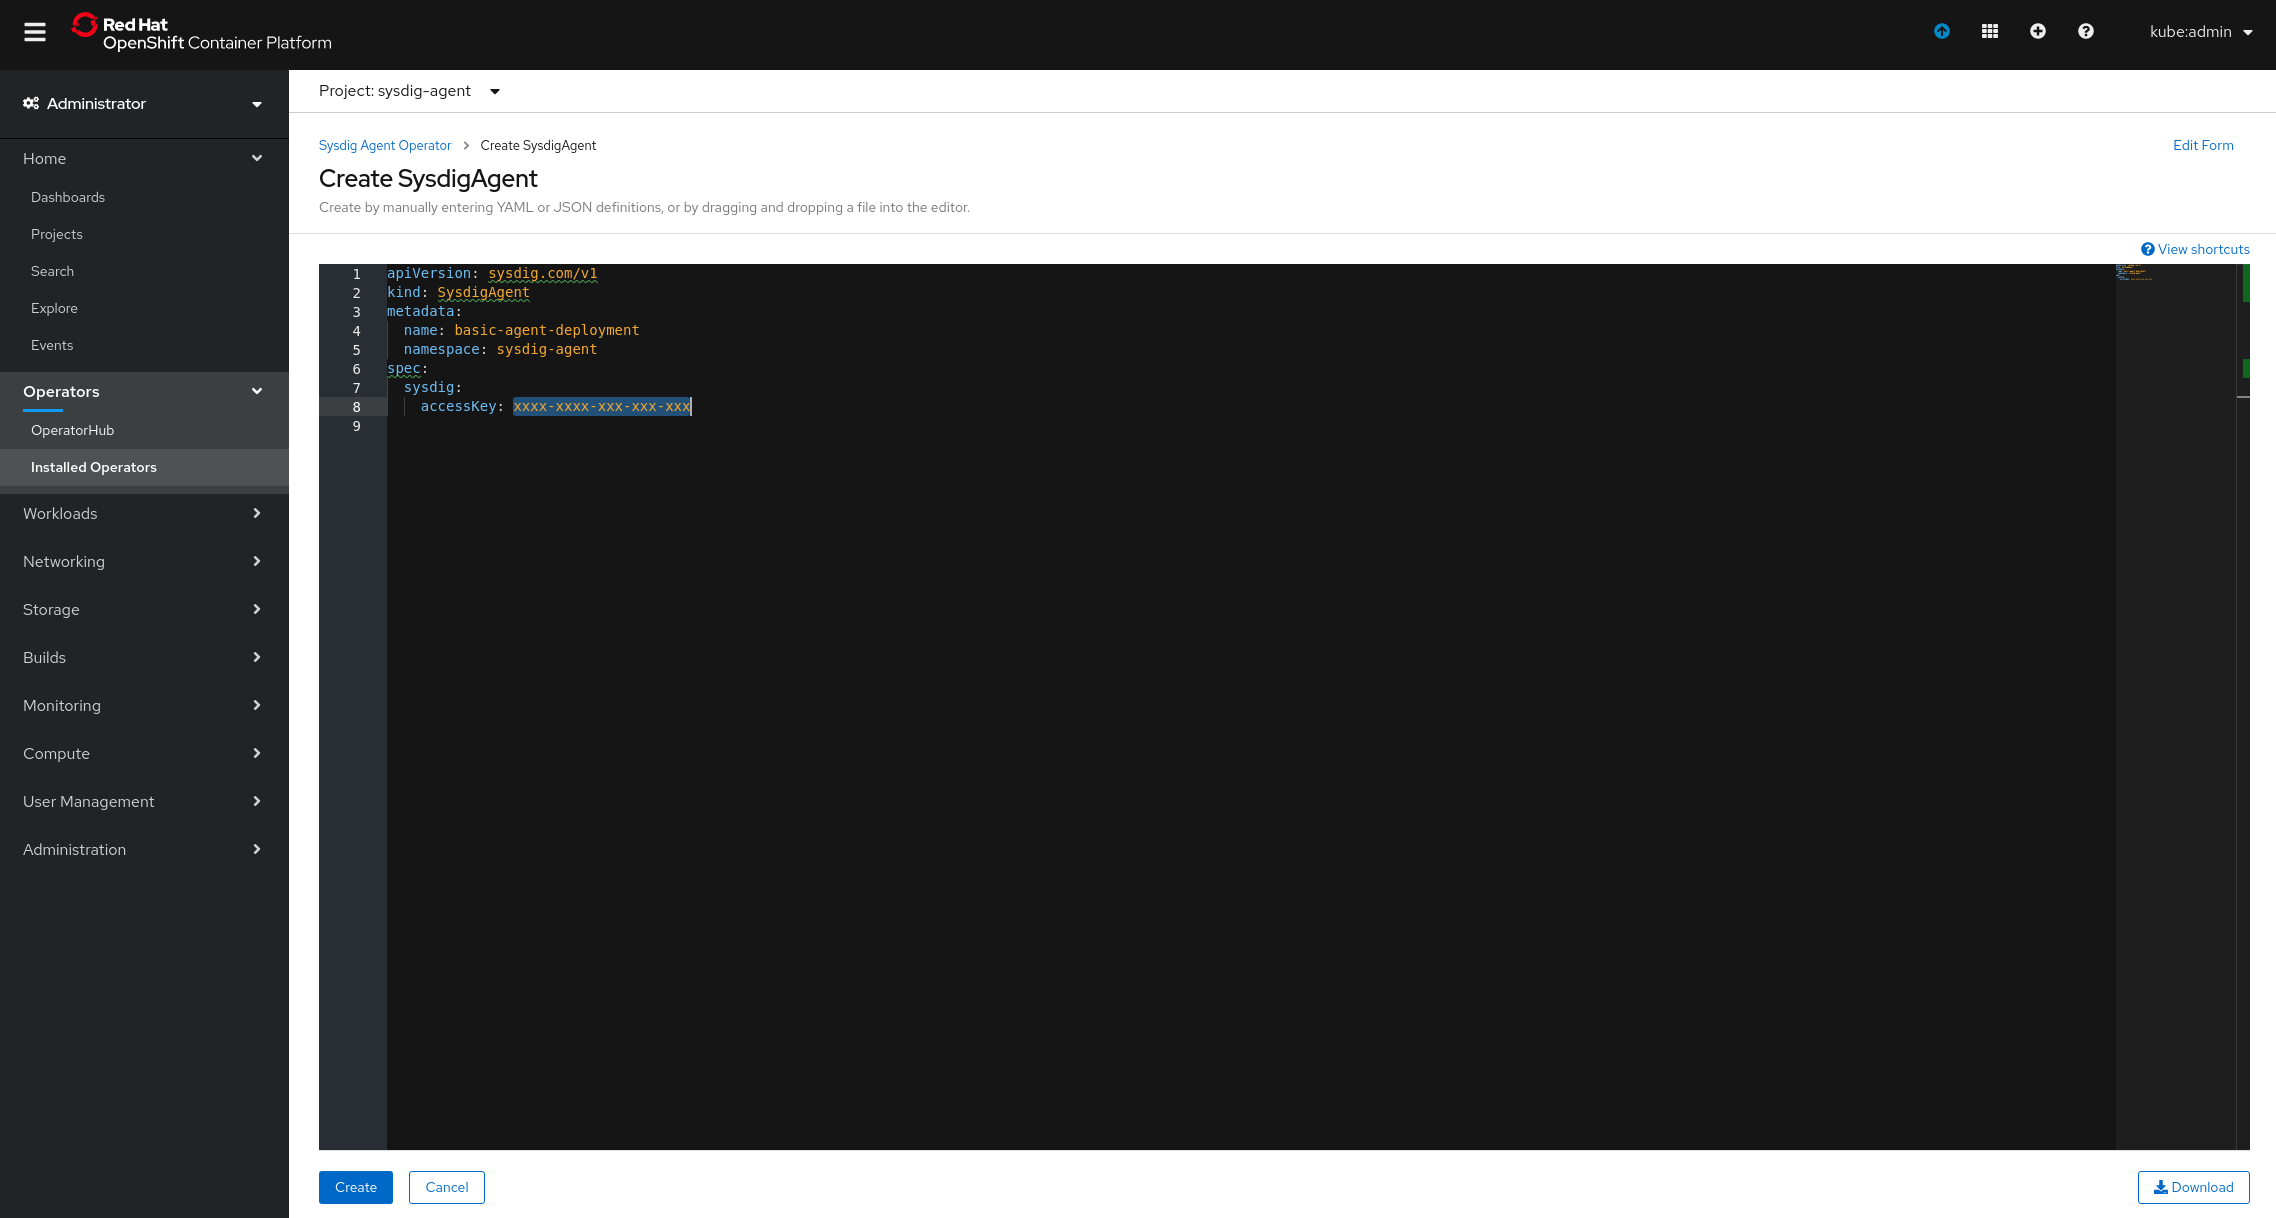 Red Hat
OpenShift Container Platform
kube:admin
Administrator
Home
Dashboards
Projects
Search
Explore
Events
Operators
OperatorHub
Installed Operators
Workloads
Networking
Storage
Builds
Monitoring
Compute
User Management
Administration
Project: sysdig-agent
Sysdig Agent Operator > Create SysdigAgent
Edit Form
Create SysdigAgent
Create by manually entering YAML or JSON definitions, or by dragging and dropping a file into the editor.
View shortcuts
1 apiVersion: sysdig.com/v1
2 kind: SysdigAgent
3 metadata:
4   name: basic-agent-deployment
5   namespace: sysdig-agent
6 spec:
7   sysdig:
8     accessKey: xxxx-xxxx-xxx-xxx-xxx
9
Create
Cancel
Download